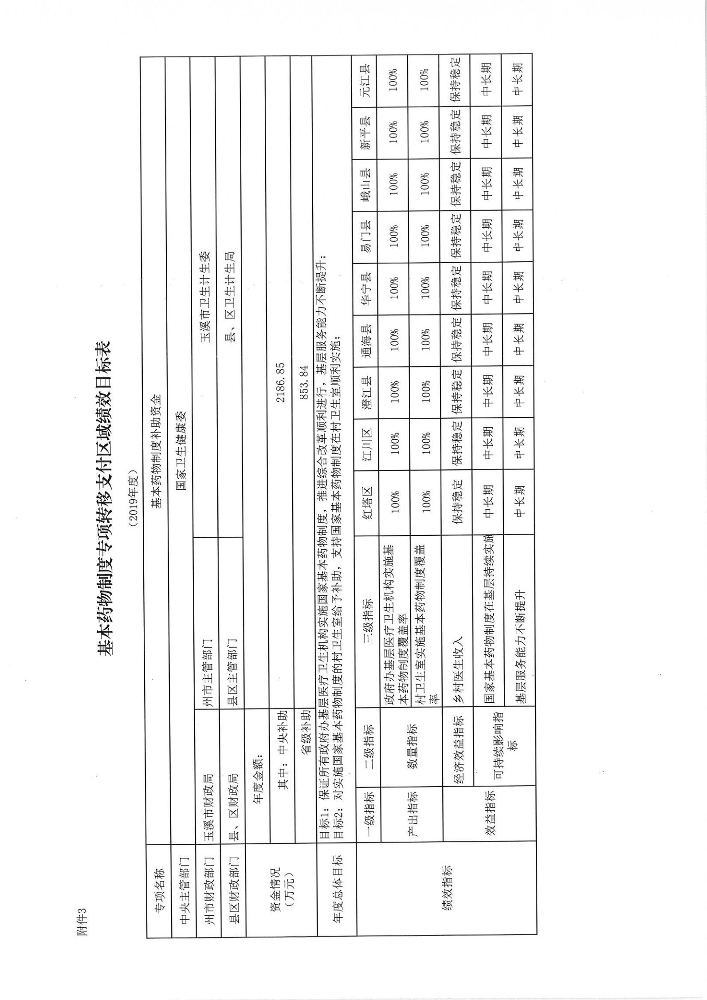 附件3
基本药物制度专项转移支付区域绩效目标表
（2019年度）
专项名称 基本药物制度补助资金
中央主管部门 国家卫生健康委
州市财政部门 玉溪市财政局 州市主管部门 玉溪市卫生计生委
县区财政部门 县、区财政局 县区主管部门 县、区卫生计生局
资金情况
（万元）
年度金额：
其中：中央补助 2186.85
省级补助 853.84
年度总体目标
目标1：保证所有政府办基层医疗卫生机构实施国家基本药物制度，推进综合改革顺利进行，基层服务能力不断提升；
目标2：对实施国家基本药物制度的村卫生室给予补助，支持国家基本药物制度在村卫生室顺利实施；
绩效指标
一级指标 二级指标 三级指标 红塔区 江川区 澄江县 通海县 华宁县 易门县 峨山县 新平县 元江县
产出指标 数量指标
政府办基层医疗卫生机构实施基
本药物制度覆盖率 100% 100% 100% 100% 100% 100% 100% 100% 100%
村卫生室实施基本药物制度覆盖
率 100% 100% 100% 100% 100% 100% 100% 100% 100%
效益指标
经济效益指标 乡村医生收入 保持稳定 保持稳定 保持稳定 保持稳定 保持稳定 保持稳定 保持稳定 保持稳定 保持稳定
可持续影响指
标
国家基本药物制度在基层持续实施 中长期 中长期 中长期 中长期 中长期 中长期 中长期 中长期 中长期
基层服务能力不断提升 中长期 中长期 中长期 中长期 中长期 中长期 中长期 中长期 中长期